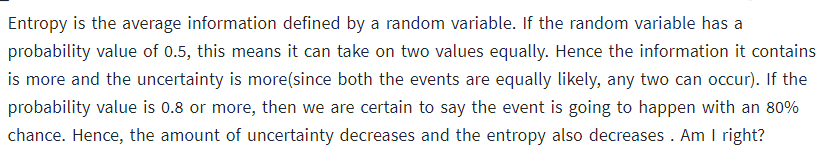 Entropy is the average information defined by a random variable. If the random variable has a
probability value of 0.5, this means it can take on two values equally. Hence the information it contains
is more and the uncertainty is more(since both the events are equally likely, any two can occur). If the
probability value is 0.8 or more, then we are certain to say the event is going to happen with an 80%
chance. Hence, the amount of uncertainty decreases and the entropy also decreases . Am I right?